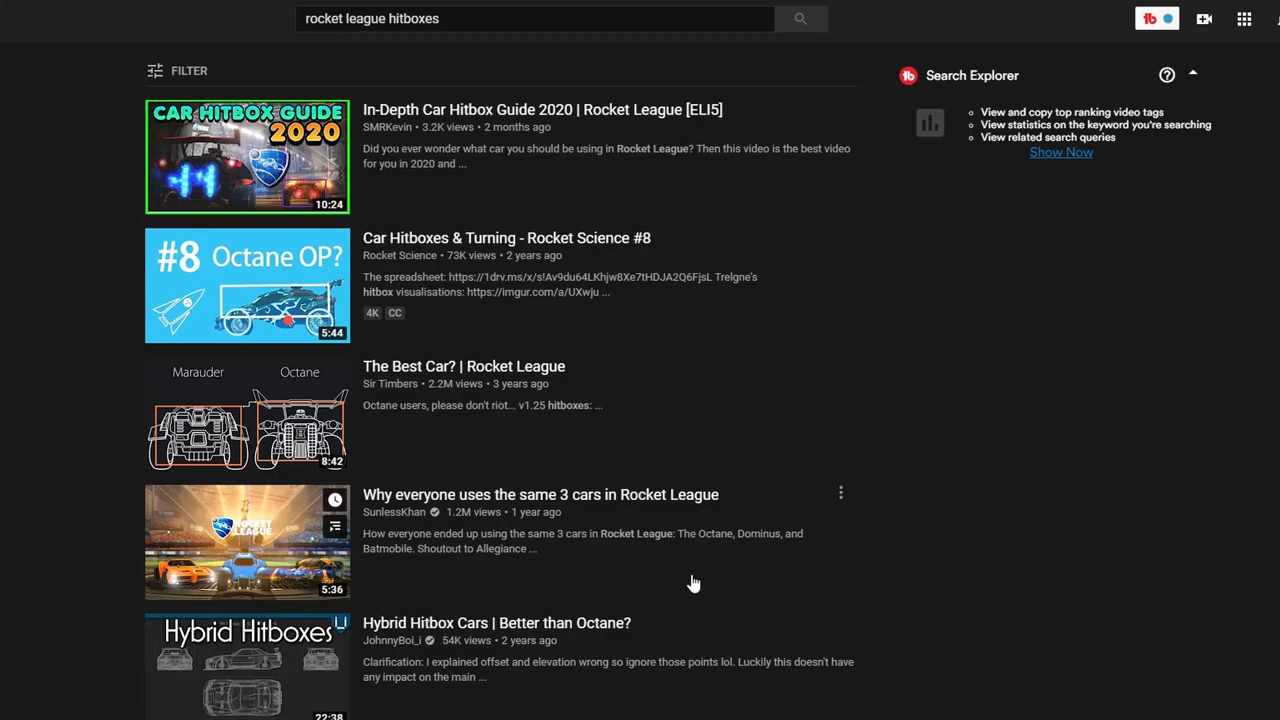 rocket league hitboxes
tb
FILTER
tb Search Explorer
View and copy top ranking video tags
View statistics on the keyword you're searching
View related search queries
Show Now
CAR HITBOX GUIDE
2020
10:24
In-Depth Car Hitbox Guide 2020 | Rocket League [ELI5]
SMRKevin • 3.2K views • 2 months ago
Did you ever wonder what car you should be using in Rocket League? Then this video is the best video
for you in 2020 and ...
#8 Octane OP?
5:44
Car Hitboxes & Turning - Rocket Science #8
Rocket Science • 73K views • 2 years ago
The spreadsheet: https://1drv.ms/x/s!Av9du64LKhjw8Xe7tHDJA2Q6FjsL Trelgne's
hitbox visualisations: https://imgur.com/a/UXwju ...
4K CC
Marauder Octane
8:42
The Best Car? | Rocket League
Sir Timbers • 2.2M views • 3 years ago
Octane users, please don't riot... v1.25 hitboxes: ...
ROCKET
LEAGUE
5:36
Why everyone uses the same 3 cars in Rocket League
SunlessKhan 1.2M views • 1 year ago
How everyone ended up using the same 3 cars in Rocket League: The Octane, Dominus, and
Batmobile. Shoutout to Allegiance ...
Hybrid Hitboxes
22:38
Hybrid Hitbox Cars | Better than Octane?
JohnnyBoi_i 54K views • 2 years ago
Clarification: I explained offset and elevation wrong so ignore those points lol. Luckily this doesn't have
any impact on the main ...